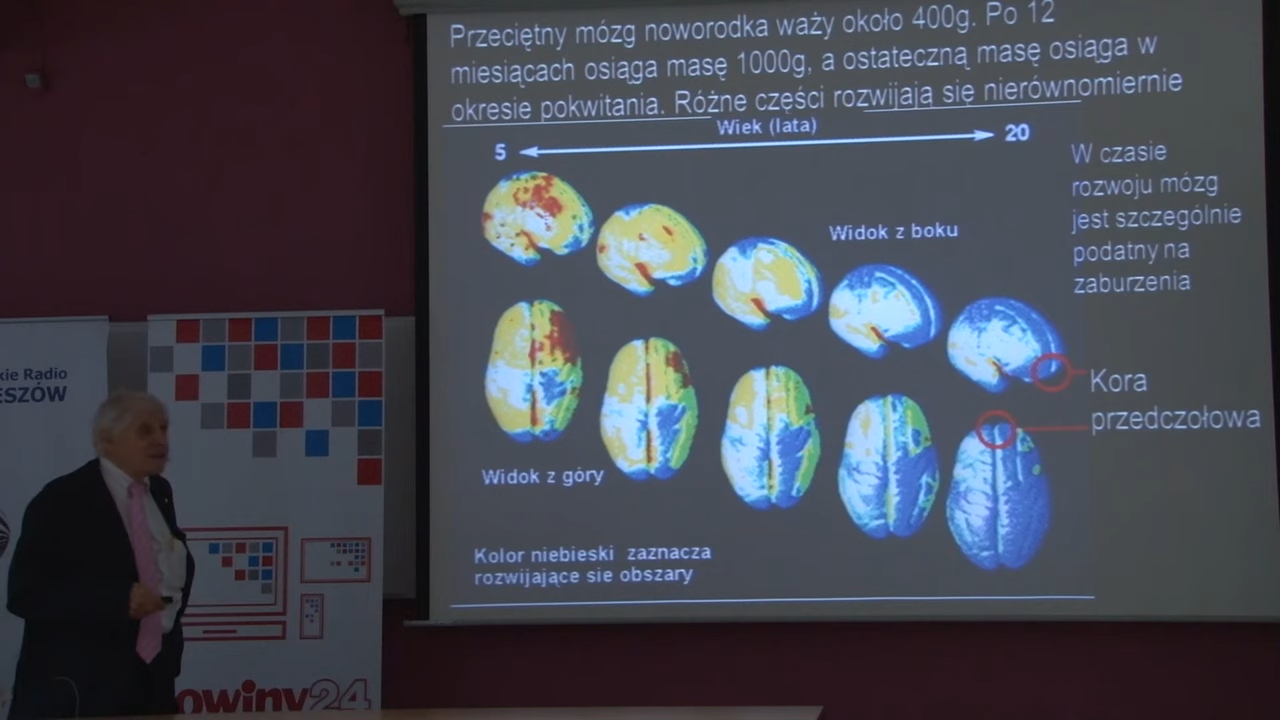 Przeciętny mózg noworodka waży około 400g. Po 12
miesiącach osiąga masę 1000g, a ostateczną masę osiąga w
okresie pokwitania. Różne części rozwijają się nierównomiernie
Wiek (lata)
5
20
W czasie
rozwoju mózg
jest szczególnie
podatny na
zaburzenia
Widok z boku
Kora
przedczołowa
Widok z góry
Kolor niebieski zaznacza
rozwijające sie obszary
kie Radio
ESZÓW
owiny24